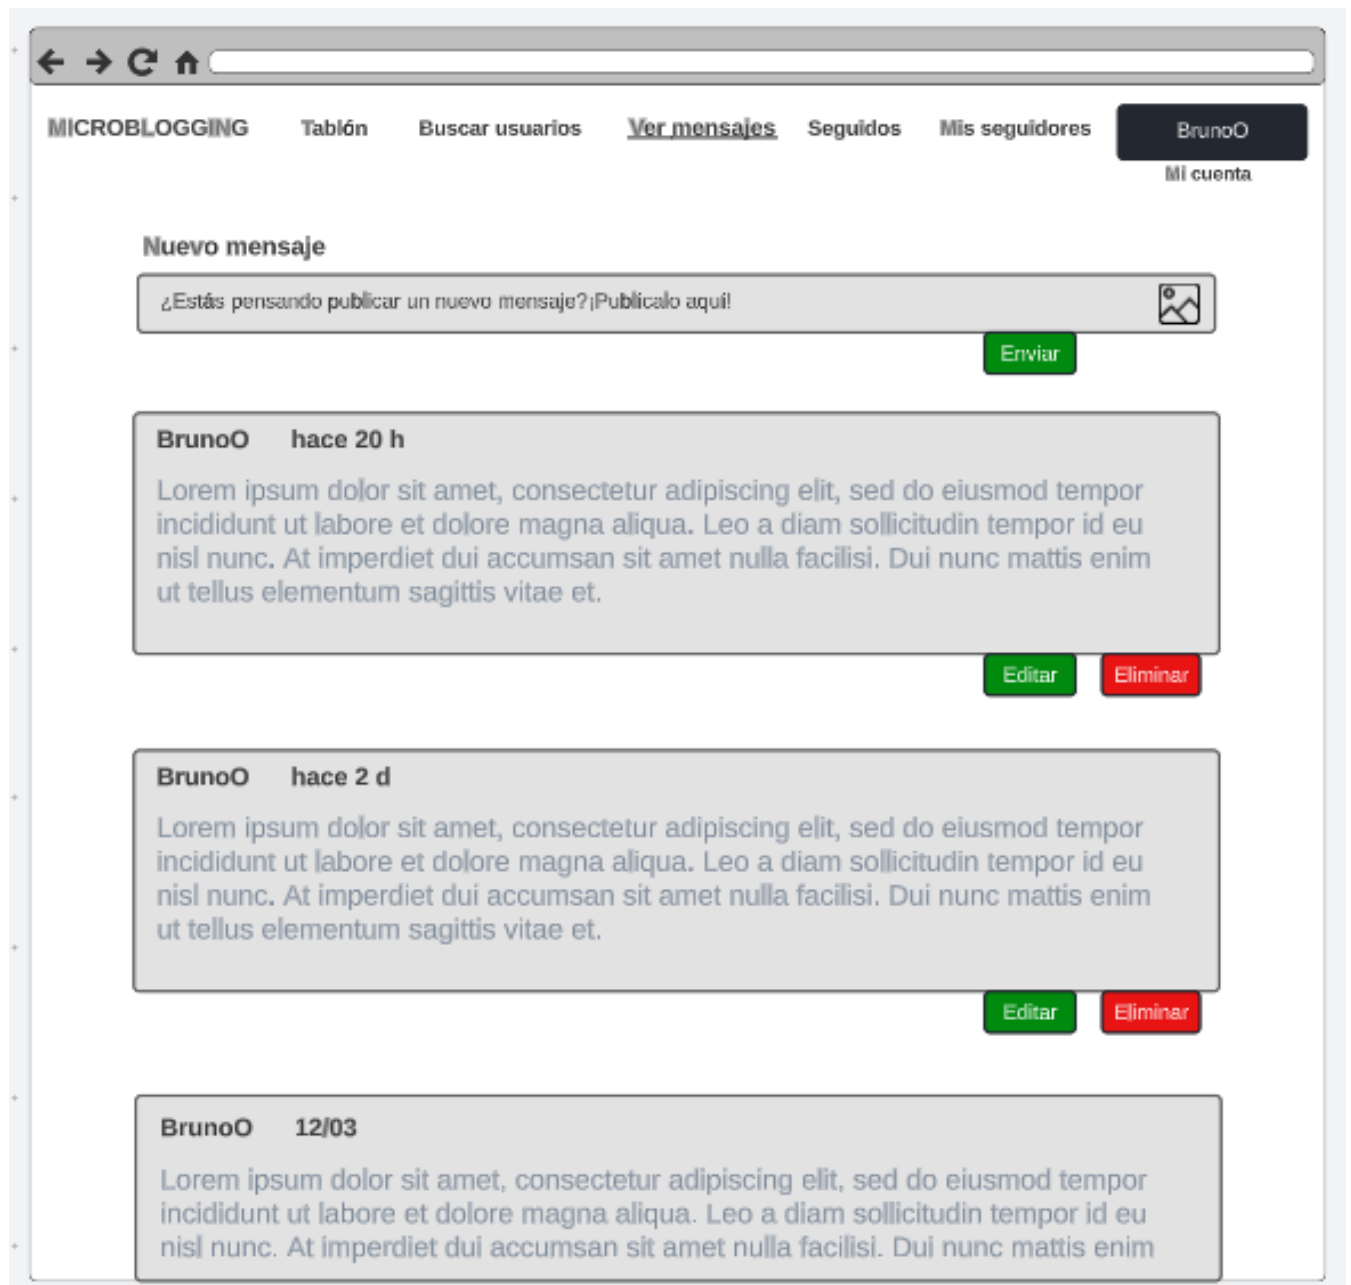 MICROBLOGGING Tablón Buscar usuarios Ver mensajes Seguidos Mis seguidores BrunoO
Mi cuenta
Nuevo mensaje
¿Estás pensando publicar un nuevo mensaje?¡Publícalo aquí!
Enviar
BrunoO hace 20 h
Lorem ipsum dolor sit amet, consectetur adipiscing elit, sed do eiusmod tempor
incididunt ut labore et dolore magna aliqua. Leo a diam sollicitudin tempor id eu
nisl nunc. At imperdiet dui accumsan sit amet nulla facilisi. Dui nunc mattis enim
ut tellus elementum sagittis vitae et.
Editar Eliminar
BrunoO hace 2 d
Lorem ipsum dolor sit amet, consectetur adipiscing elit, sed do eiusmod tempor
incididunt ut labore et dolore magna aliqua. Leo a diam sollicitudin tempor id eu
nisl nunc. At imperdiet dui accumsan sit amet nulla facilisi. Dui nunc mattis enim
ut tellus elementum sagittis vitae et.
Editar Eliminar
BrunoO 12/03
Lorem ipsum dolor sit amet, consectetur adipiscing elit, sed do eiusmod tempor
incididunt ut labore et dolore magna aliqua. Leo a diam sollicitudin tempor id eu
nisl nunc. At imperdiet dui accumsan sit amet nulla facilisi. Dui nunc mattis enim